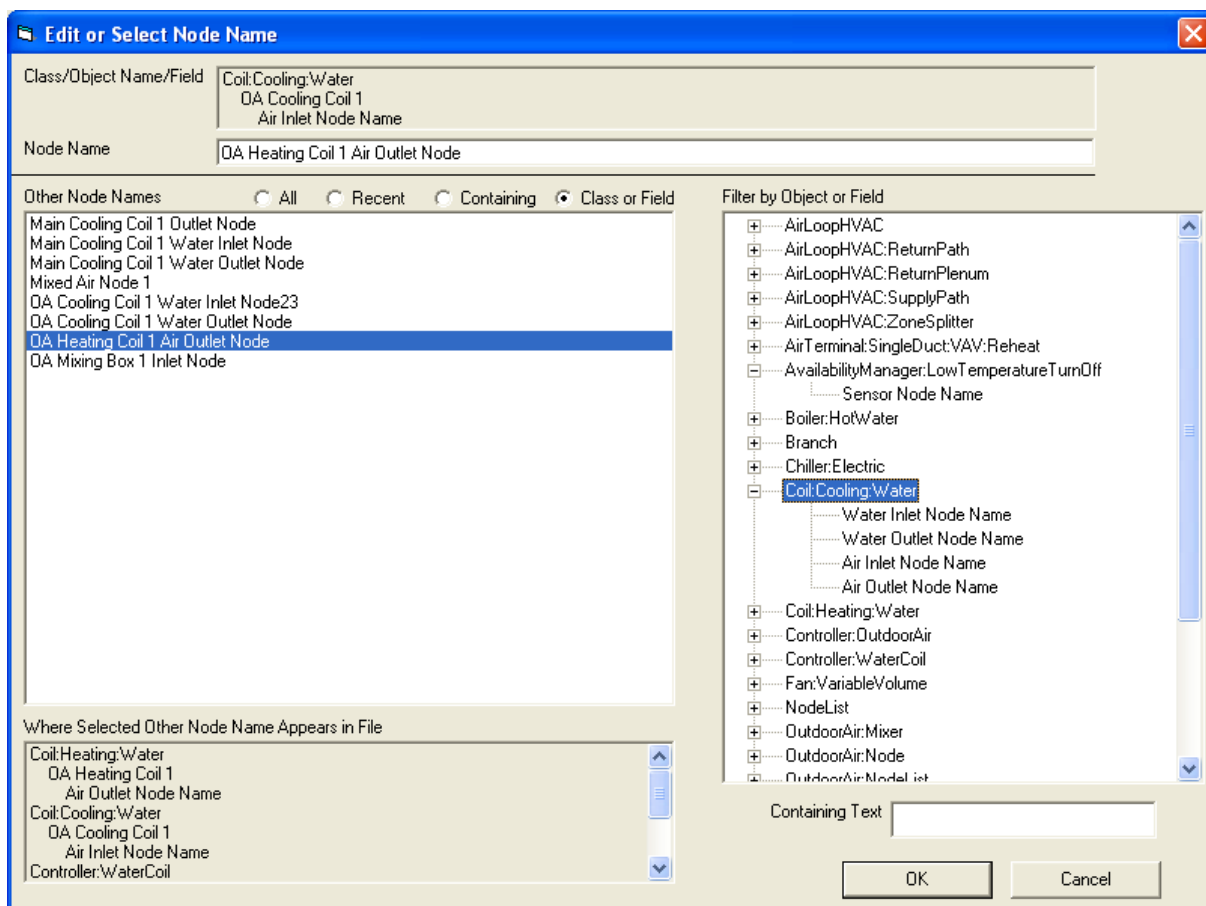 Edit or Select Node Name
Class/Object Name/Field
Coil:Cooling:Water
OA Cooling Coil 1
Air Inlet Node Name
Node Name
OA Heating Coil 1 Air Outlet Node
Other Node Names
All
Recent
Containing
Class or Field
Main Cooling Coil 1 Outlet Node
Main Cooling Coil 1 Water Inlet Node
Main Cooling Coil 1 Water Outlet Node
Mixed Air Node 1
OA Cooling Coil 1 Water Inlet Node23
OA Cooling Coil 1 Water Outlet Node
OA Heating Coil 1 Air Outlet Node
OA Mixing Box 1 Inlet Node
Where Selected Other Node Name Appears in File
Coil:Heating:Water
OA Heating Coil 1
Air Outlet Node Name
Coil:Cooling:Water
OA Cooling Coil 1
Air Inlet Node Name
Controller:WaterCoil
Filter by Object or Field
AirLoopHVAC
AirLoopHVAC:ReturnPath
AirLoopHVAC:ReturnPlenum
AirLoopHVAC:SupplyPath
AirLoopHVAC:ZoneSplitter
AirTerminal:SingleDuct:VAV:Reheat
AvailabilityManager:LowTemperatureTurnOff
Sensor Node Name
Boiler:HotWater
Branch
Chiller:Electric
Coil:Cooling:Water
Water Inlet Node Name
Water Outlet Node Name
Air Inlet Node Name
Air Outlet Node Name
Coil:Heating:Water
Controller:OutdoorAir
Controller:WaterCoil
Fan:VariableVolume
NodeList
OutdoorAir:Mixer
OutdoorAir:Node
OutdoorAir:NodeList
Containing Text
OK
Cancel